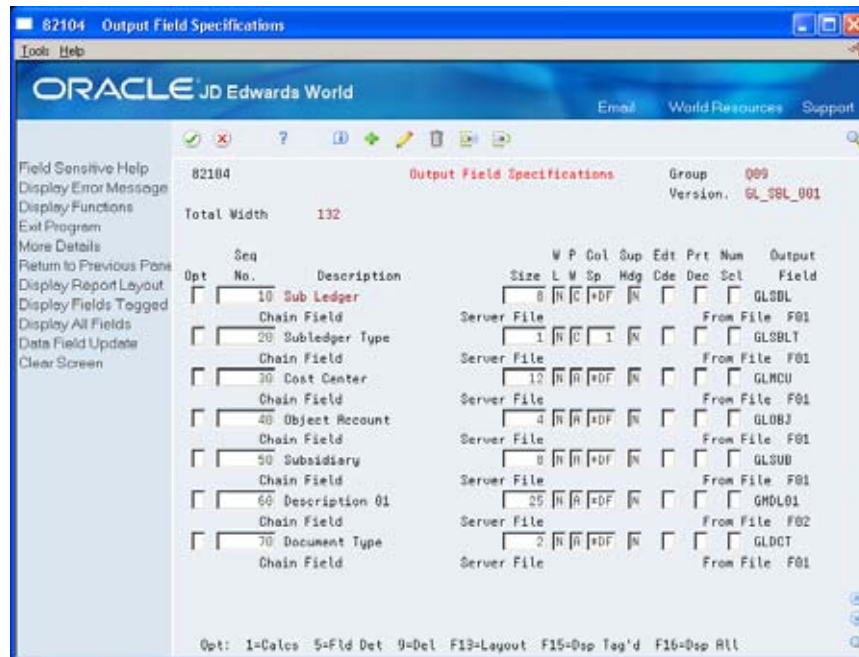 82104 Output Field Specifications
Tools Help
ORACLE JD Edwards World
Email World Resources Support
Field Sensitive Help
Display Error Message
Display Functions
Exit Program
More Details
Return to Previous Pane
Display Report Layout
Display Fields Tagged
Display All Fields
Data Field Update
Clear Screen
82104 Output Field Specifications Group Q09
Version. GL_SBL_001
Total Width 132
Seq W P Col Sup Edt Prt Num Output
Opt No. Description Size L W Sp Hdg Cde Dec Scl Field
10 Sub Ledger 8 N C *DF N GLSBL
Chain Field Server File From File F01
20 Subledger Type 1 N C 1 N GLSBLT
Chain Field Server File From File F01
30 Cost Center 12 N A *DF N GLMCU
Chain Field Server File From File F01
40 Object Account 4 N A *DF N GLOBJ
Chain Field Server File From File F01
50 Subsidiary 8 N A *DF N GLSUB
Chain Field Server File From File F01
60 Description 01 25 N A *DF N GMDL01
Chain Field Server File From File F02
70 Document Type 2 N A *DF N GLDCT
Chain Field Server File From File F01
Opt: 1=Calcs 5=Fld Det 9=Del F13=Layout F15=Dsp Tag'd F16=Dsp All